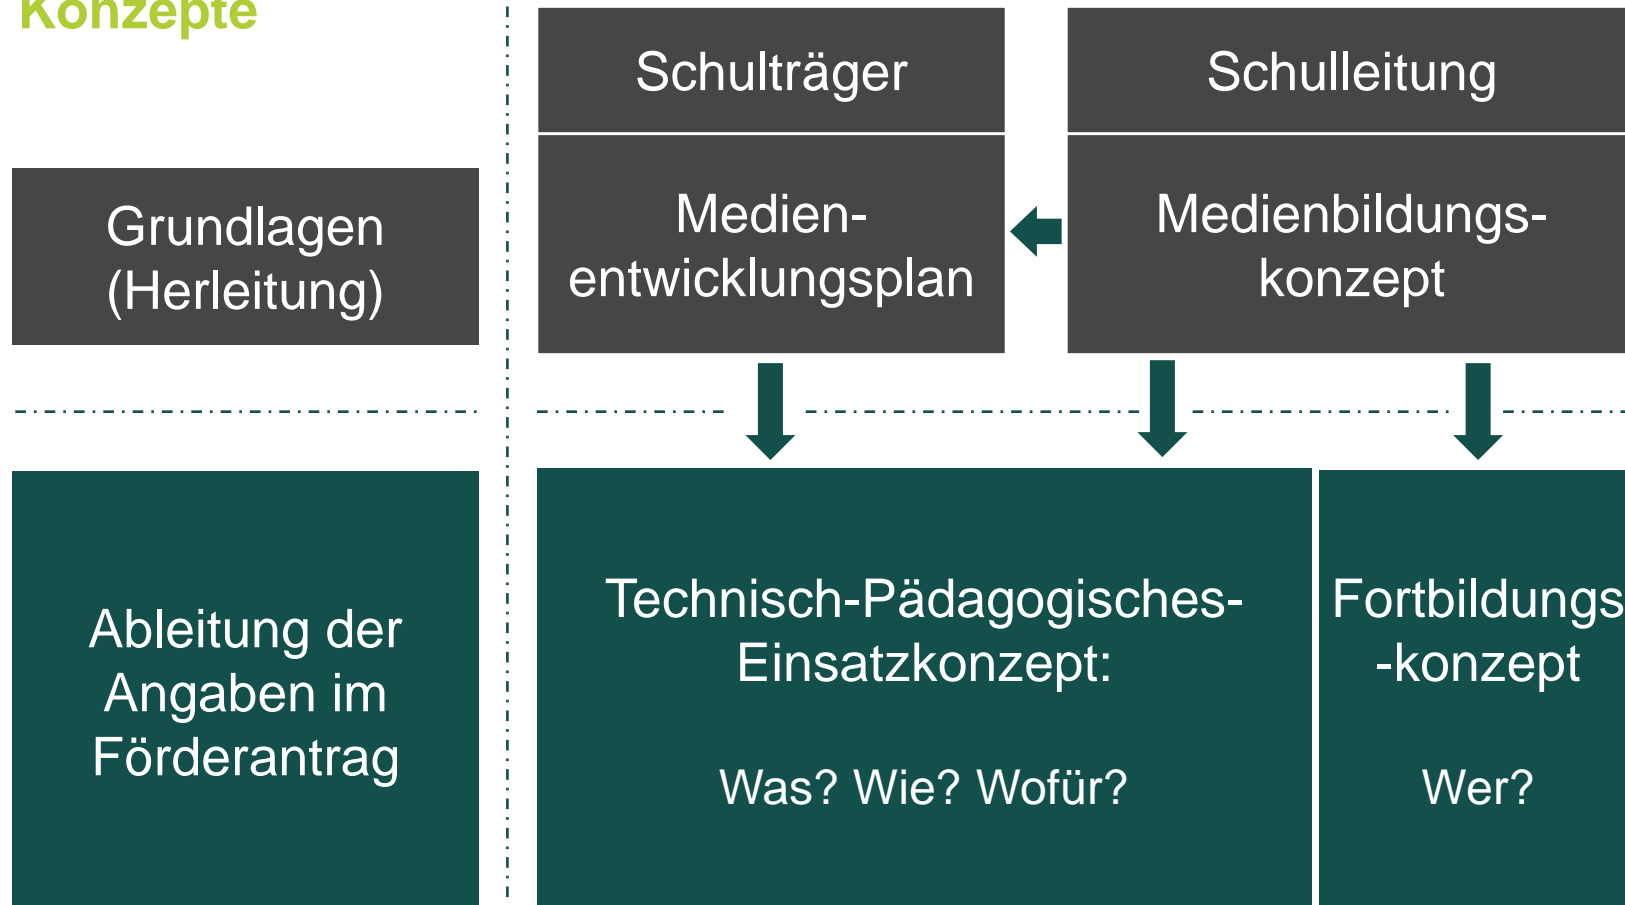 Konzepte
Schulträger
Schulleitung
Grundlagen
(Herleitung)
Medien-
entwicklungsplan
Medienbildungs-
konzept
Ableitung der
Angaben im
Förderantrag
Technisch-Pädagogisches-
Einsatzkonzept:
Was? Wie? Wofür?
Fortbildungs
-konzept
Wer?